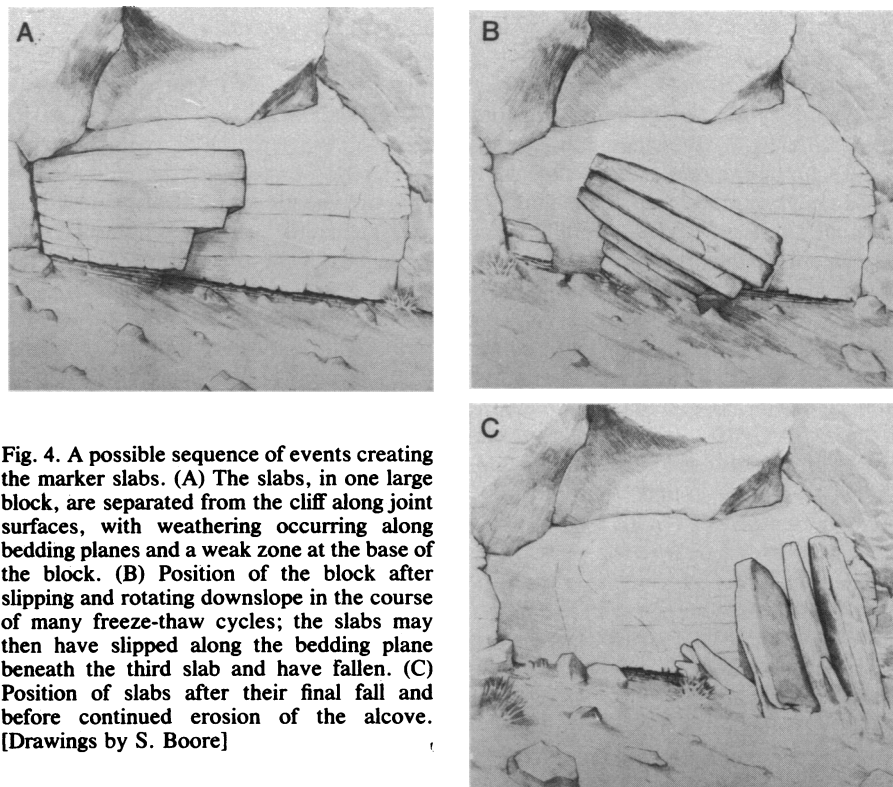 A
B
C
Fig. 4. A possible sequence of events creating
the marker slabs. (A) The slabs, in one large
block, are separated from the cliff along joint
surfaces, with weathering occurring along
bedding planes and a weak zone at the base of
the block. (B) Position of the block after
slipping and rotating downslope in the course
of many freeze-thaw cycles; the slabs may
then have slipped along the bedding plane
beneath the third slab and have fallen. (C)
Position of slabs after their final fall and
before continued erosion of the alcove.
[Drawings by S. Boore]